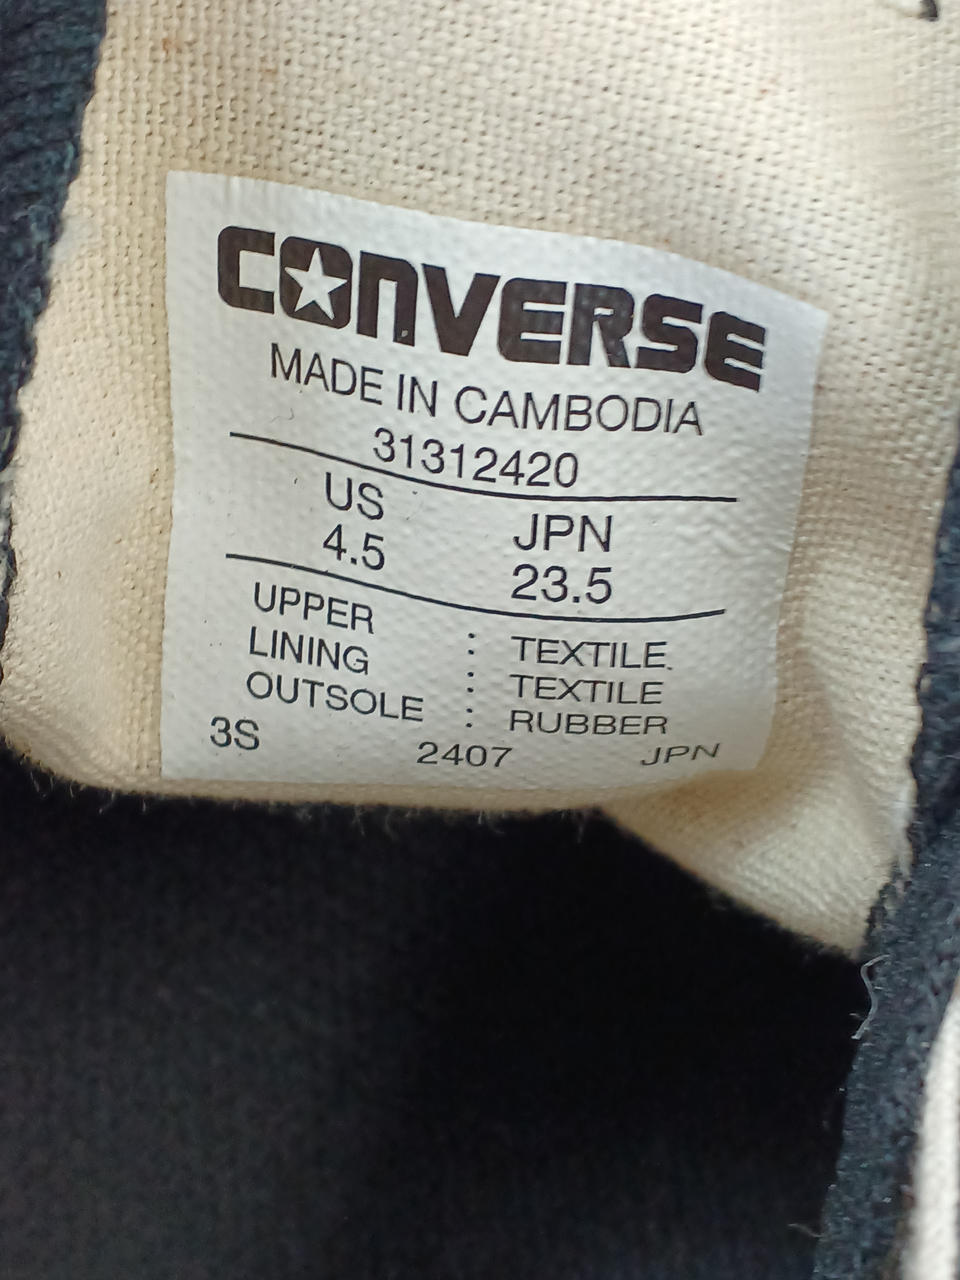 CONVERSE
MADE IN CAMBODIA
31312420
US JPN
4.5 23.5
UPPER : TEXTILE
LINING : TEXTILE
OUTSOLE : RUBBER
3S 2407 JPN